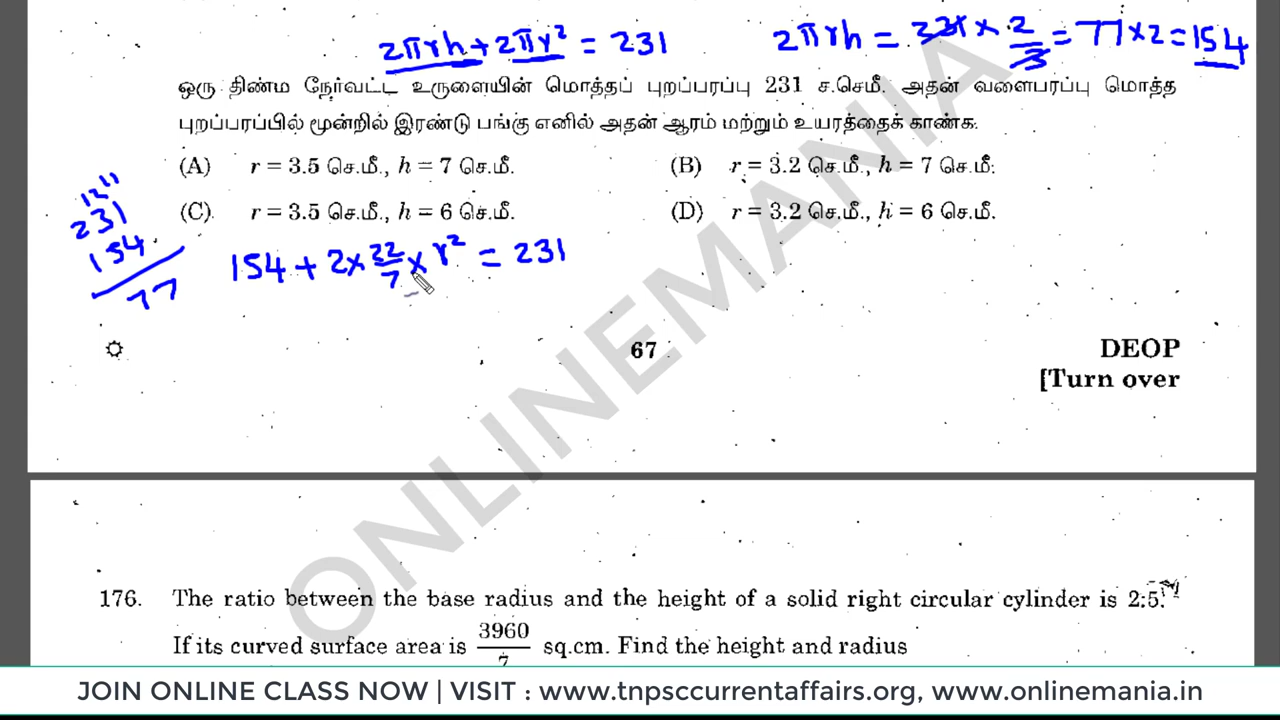 2πrh + 2πr² = 231
2πrh = 231 × 2/3 = 77 × 2 = 154
ஒரு திண்ம நேர்வட்ட உருளையின் மொத்தப் புறப்பரப்பு 231 ச.செமீ. அதன் வளைபரப்பு மொத்த
புறப்பரப்பில் மூன்றில் இரண்டு பங்கு எனில் அதன் ஆரம் மற்றும் உயரத்தைக் காண்க.
(A) r = 3.5 செ.மீ., h = 7 செ.மீ.
(B) r = 3.2 செ.மீ., h = 7 செ.மீ.
(C) r = 3.5 செ.மீ., h = 6 செ.மீ.
(D) r = 3.2 செ.மீ., h = 6 செ.மீ.
231
154
77
154 + 2 × 22/7 × r² = 231
67
DEOP
[Turn over
ONLINEMANIA
176. The ratio between the base radius and the height of a solid right circular cylinder is 2:5.
If its curved surface area is 3960/7 sq.cm. Find the height and radius
JOIN ONLINE CLASS NOW | VISIT : www.tnpsccurrentaffairs.org, www.onlinemania.in